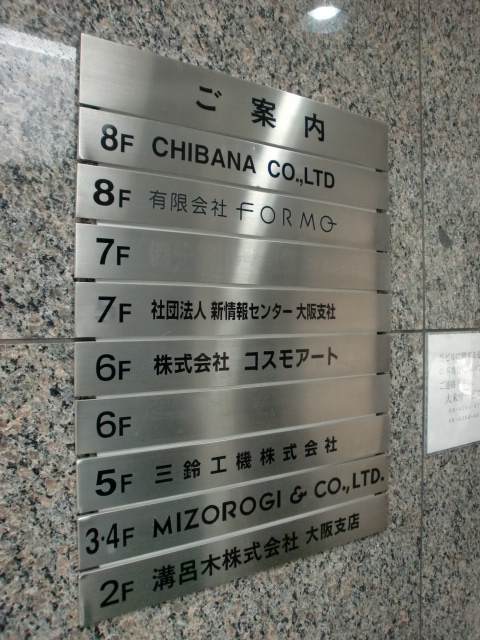 ご案内
8F CHIBANA CO.,LTD
8F 有限会社 FORMO
7F
7F 社団法人 新情報センター 大阪支社
6F 株式会社 コスモアート
6F
5F 三鈴工機株式会社
3・4F MIZOROGI & CO.,LTD.
2F 溝呂木株式会社 大阪支店